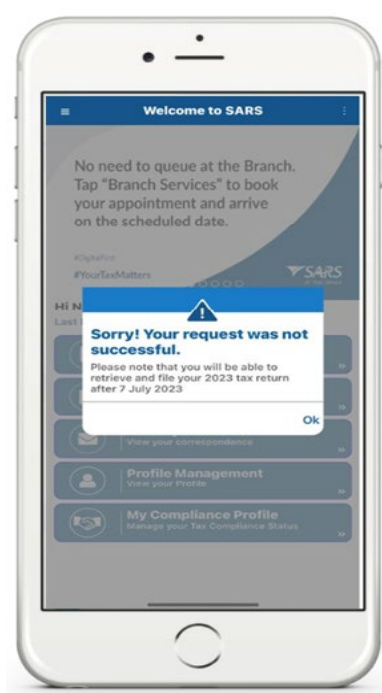 Welcome to SARS
No need to queue at the Branch.
Tap "Branch Services" to book
your appointment and arrive
on the scheduled date.
#YourTaxMatters
SARS
Hi N
Last
Sorry! Your request was not
successful.
Please note that you will be able to
retrieve and file your 2023 tax return
after 7 July 2023
Ok
View your correspondence
Profile Management
View your Profile
My Compliance Profile
Manage your Tax Compliance Status